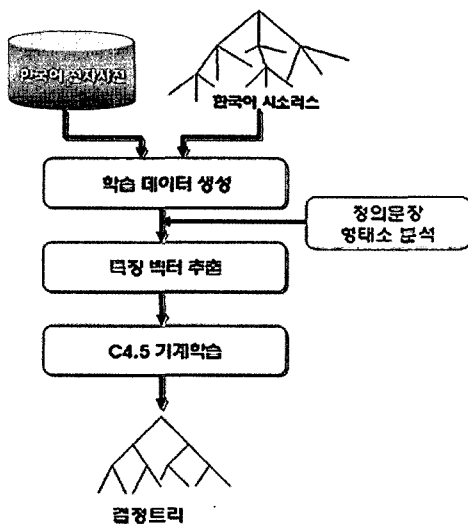 한국어 전자사전
한국어 시소러스
학습 데이터 생성
정의문장
형태소 분석
특징 벡터 추출
C4.5 기계학습
결정트리